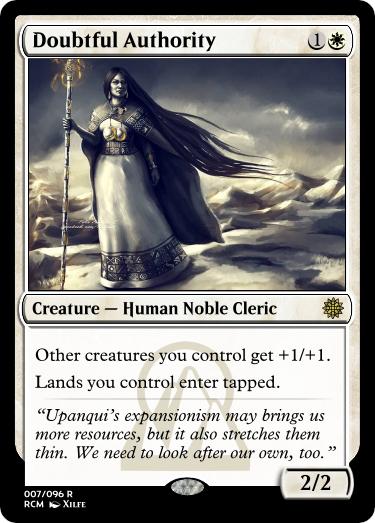 Doubtful Authority 1
Creature — Human Noble Cleric
Other creatures you control get +1/+1.
Lands you control enter tapped.
“Upanqui’s expansionism may brings us
more resources, but it also stretches them
thin. We need to look after our own, too.”
2/2
007/096 R
RCM XILFE